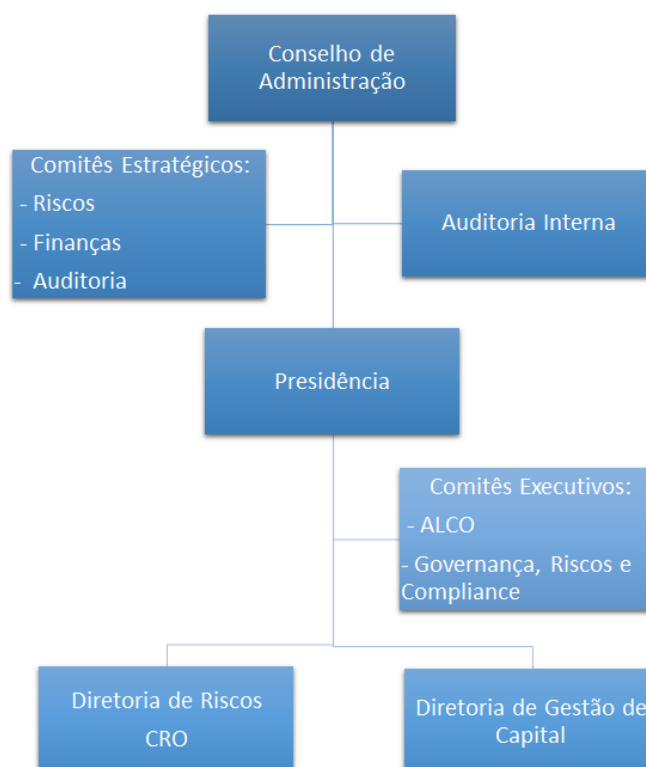 Conselho de
Administração
Comitês Estratégicos:
- Riscos
- Finanças
- Auditoria
Auditoria Interna
Presidência
Comitês Executivos:
- ALCO
- Governança, Riscos e
Compliance
Diretoria de Riscos
CRO
Diretoria de Gestão de
Capital